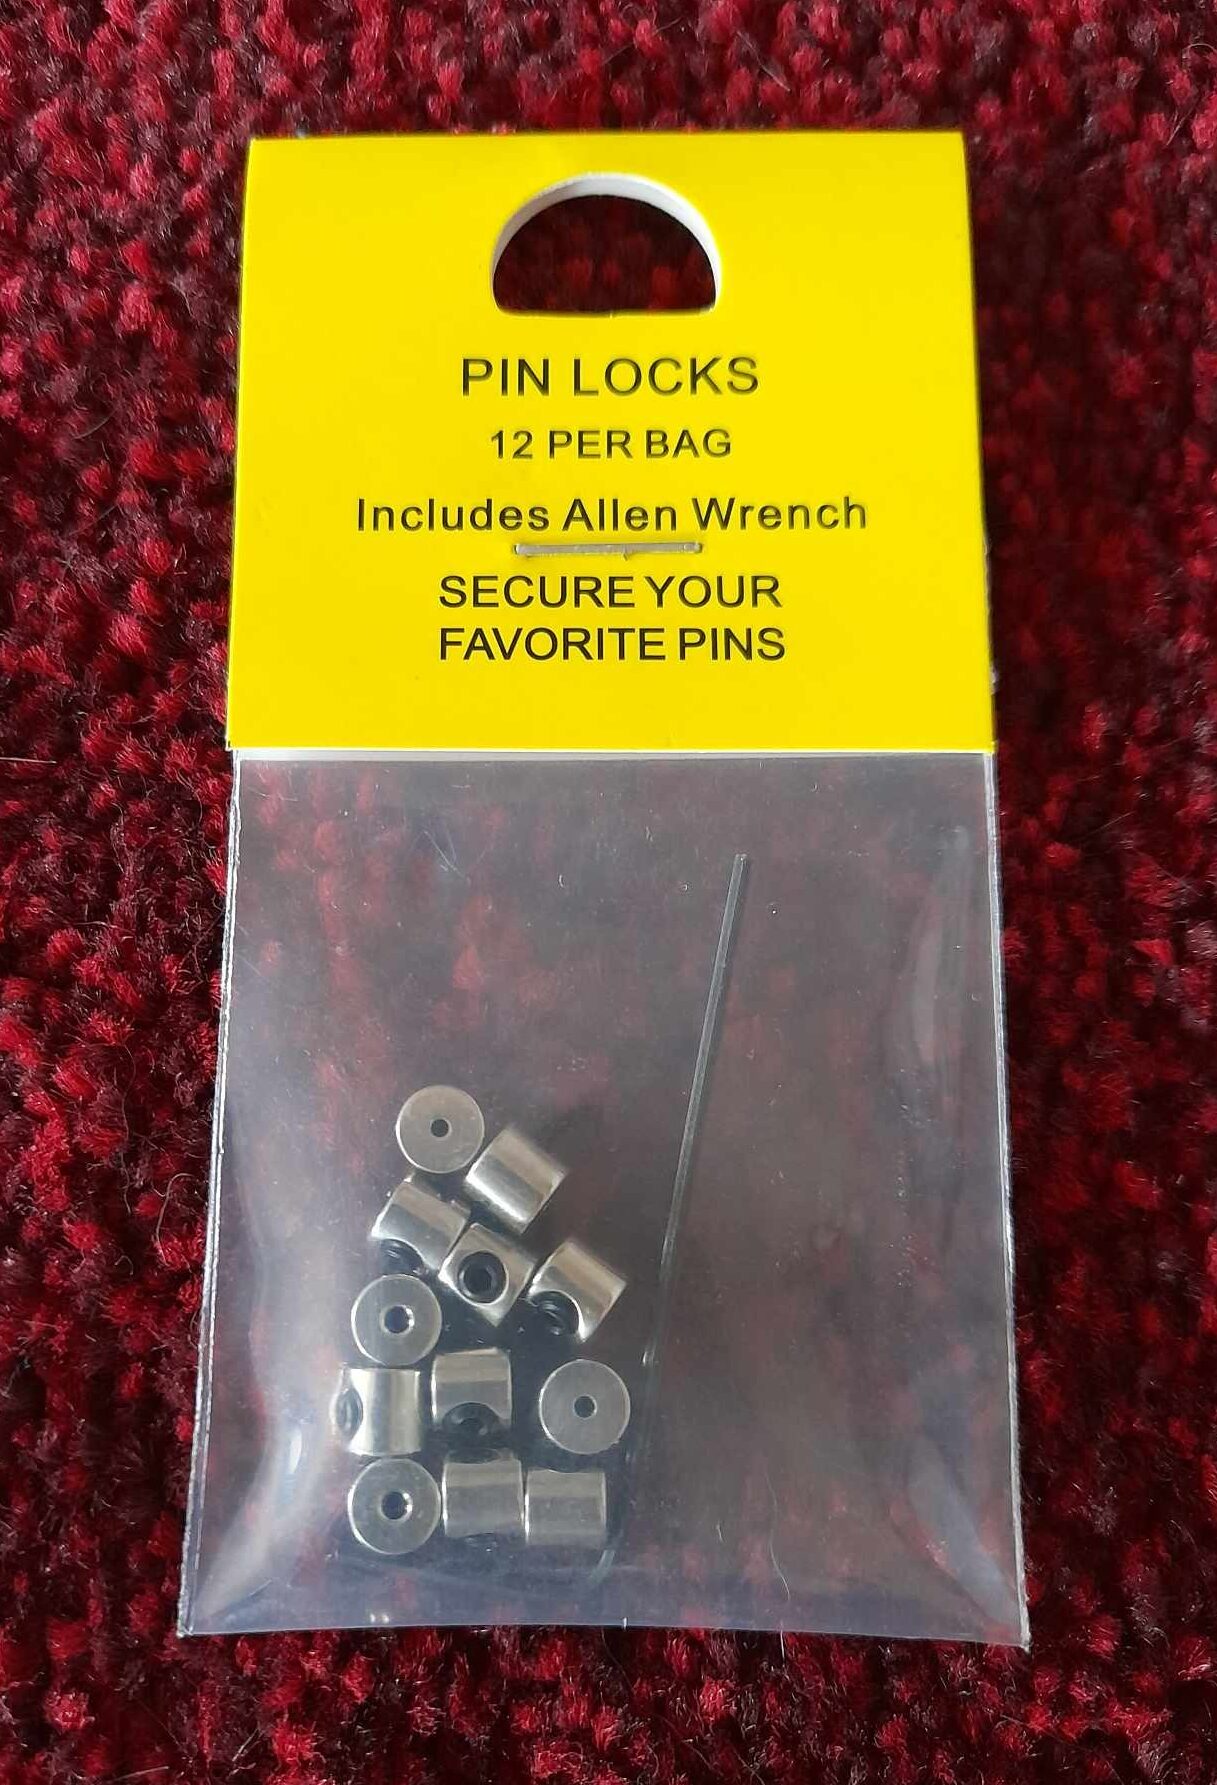 PIN LOCKS
12 PER BAG
Includes Allen Wrench
SECURE YOUR
FAVORITE PINS